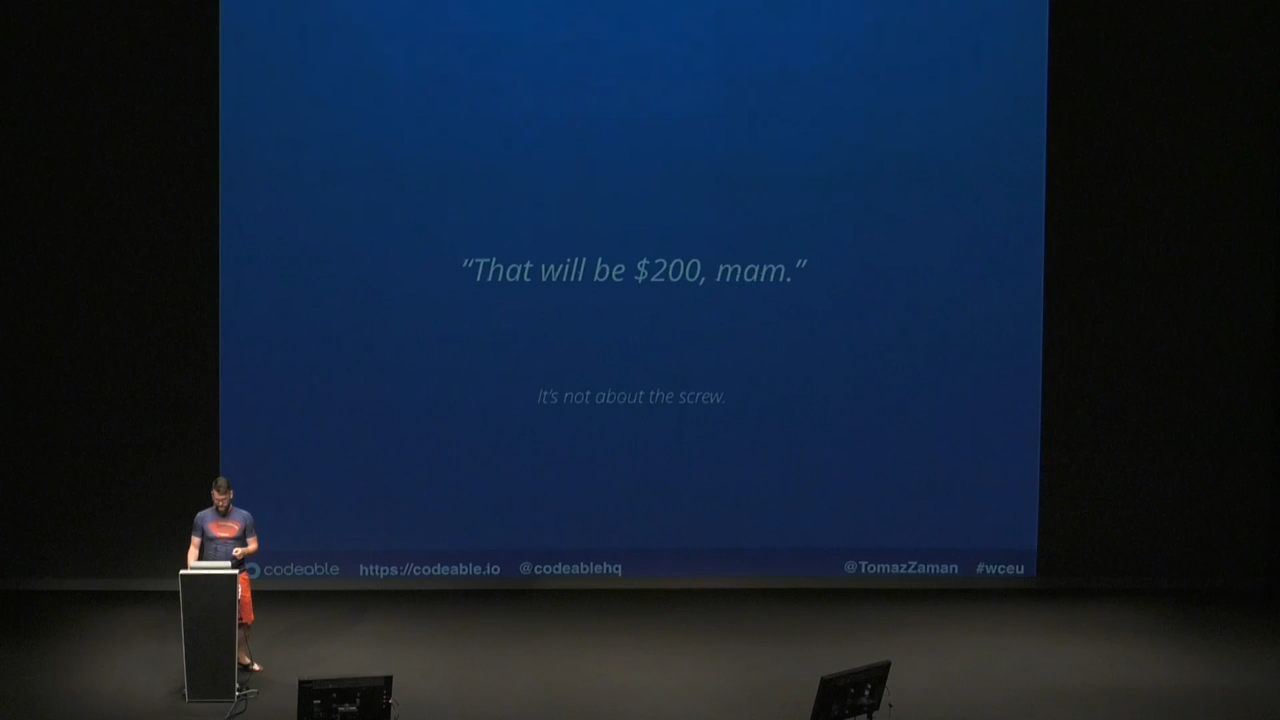 “That will be $200, mam.”
It's not about the screw.
codeable https://codeable.io @codeablehq @TomazZaman #wceu